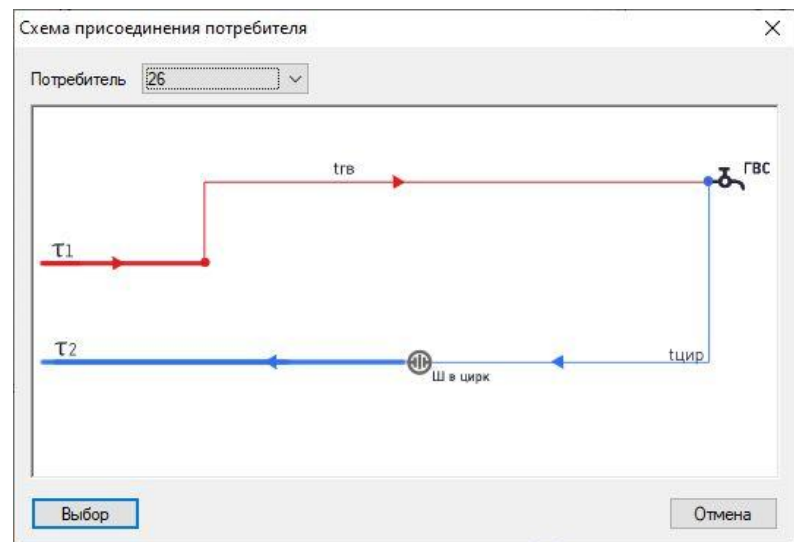 Схема присоединения потребителя
Потребитель 26
tгв
ГВС
τ1
τ2
Ш в цирк
tцир
Выбор
Отмена